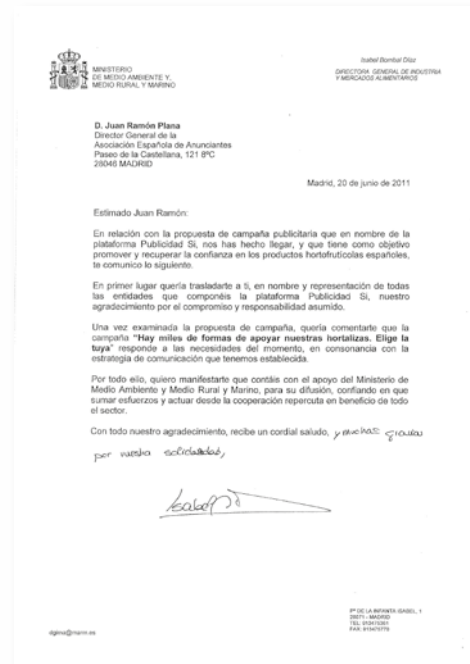 MINISTERIO
DE MEDIO AMBIENTE Y,
MEDIO RURAL Y MARINO
Isabel Bombal Díaz
DIRECTORA GENERAL DE INDUSTRIA
Y MERCADOS ALIMENTARIOS
D. Juan Ramón Plana
Director General de la
Asociación Española de Anunciantes
Paseo de la Castellana, 121 8ºC
28046 MADRID
Madrid, 20 de junio de 2011
Estimado Juan Ramón:
En relación con la propuesta de campaña publicitaria que en nombre de la
plataforma Publicidad Si, nos has hecho llegar, y que tiene como objetivo
promover y recuperar la confianza en los productos hortofrutícolas españoles,
te comunico lo siguiente.
En primer lugar quería trasladarte a ti, en nombre y representación de todas
las entidades que componéis la plataforma Publicidad Si, nuestro
agradecimiento por el compromiso y responsabilidad asumido.
Una vez examinada la propuesta de campaña, quería comentarte que la
campaña "Hay miles de formas de apoyar nuestras hortalizas. Elige la
tuya" responde a las necesidades del momento, en consonancia con la
estrategia de comunicación que tenemos establecida.
Por todo ello, quiero manifestarte que contáis con el apoyo del Ministerio de
Medio Ambiente y Medio Rural y Marino, para su difusión, confiando en que
sumar esfuerzos y actuar desde la cooperación repercuta en beneficio de todo
el sector.
Con todo nuestro agradecimiento, recibe un cordial saludo, y muchas gracias
por vuestra solidaridad,
Isabel
Pº DE LA INFANTA ISABEL, 1
28071 - MADRID
TEL: 913475361
FAX: 913475770
dgima@marm.es